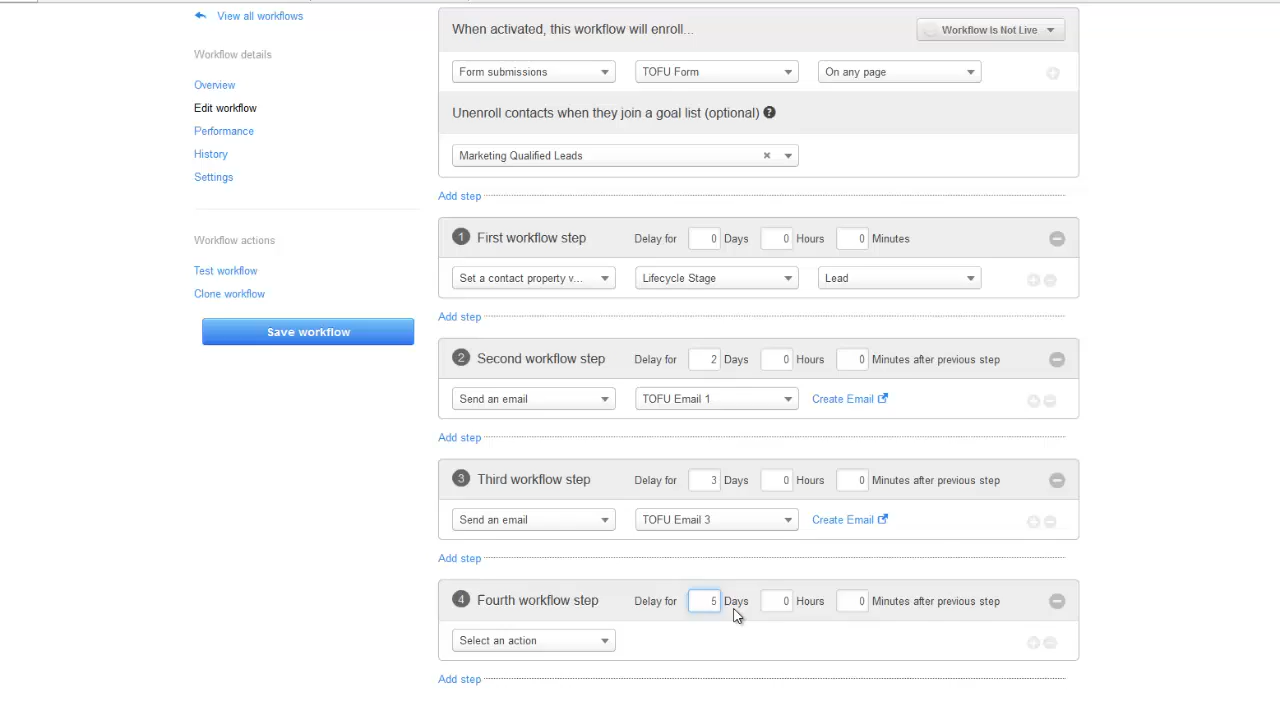 View all workflows
Workflow details
Overview
Edit workflow
Performance
History
Settings
Workflow actions
Test workflow
Clone workflow
Save workflow
When activated, this workflow will enroll... Workflow Is Not Live
Form submissions TOFU Form On any page
Unenroll contacts when they join a goal list (optional) ?
Marketing Qualified Leads
Add step
1 First workflow step Delay for 0 Days 0 Hours 0 Minutes
Set a contact property v... Lifecycle Stage Lead
Add step
2 Second workflow step Delay for 2 Days 0 Hours 0 Minutes after previous step
Send an email TOFU Email 1 Create Email
Add step
3 Third workflow step Delay for 3 Days 0 Hours 0 Minutes after previous step
Send an email TOFU Email 3 Create Email
Add step
4 Fourth workflow step Delay for 5 Days 0 Hours 0 Minutes after previous step
Select an action
Add step